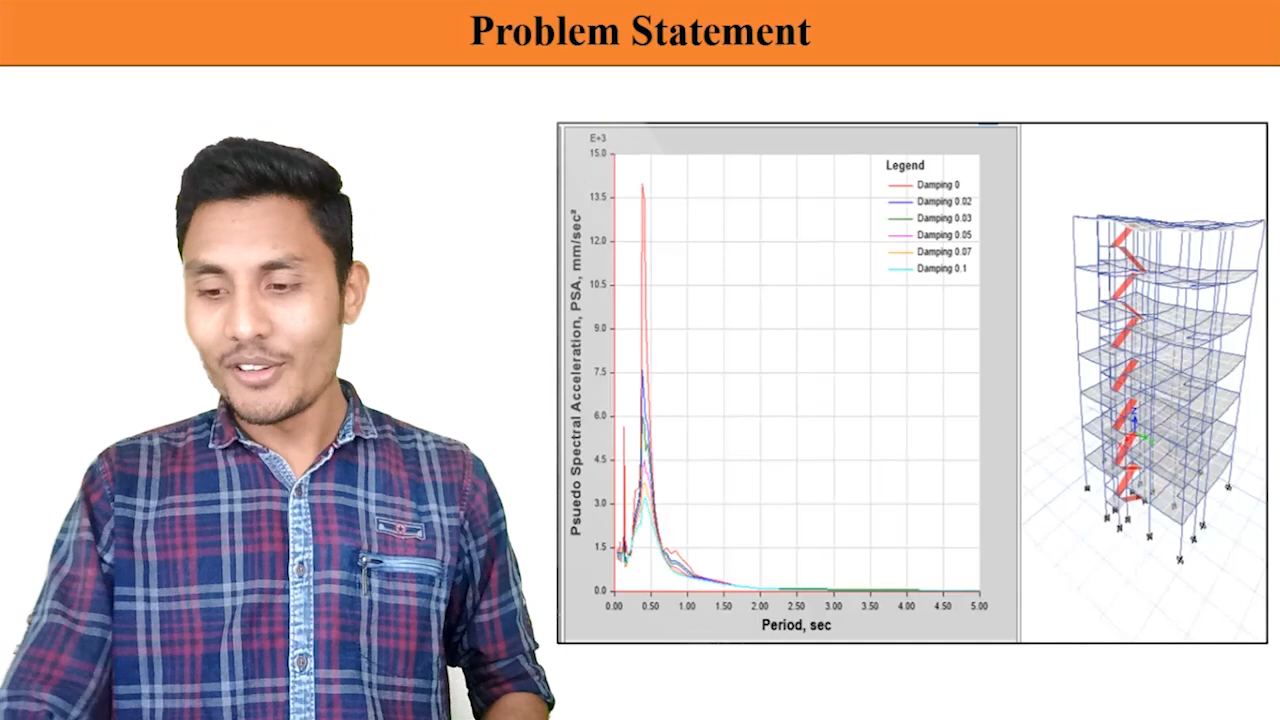 Problem Statement
E+3
15.0
13.5
12.0
10.5
9.0
7.5
6.0
4.5
3.0
1.5
0.0
Psuedo Spectral Acceleration, PSA, mm/sec²
Legend
Damping 0
Damping 0.02
Damping 0.03
Damping 0.05
Damping 0.07
Damping 0.1
0.00 0.50 1.00 1.50 2.00 2.50 3.00 3.50 4.00 4.50 5.00
Period, sec